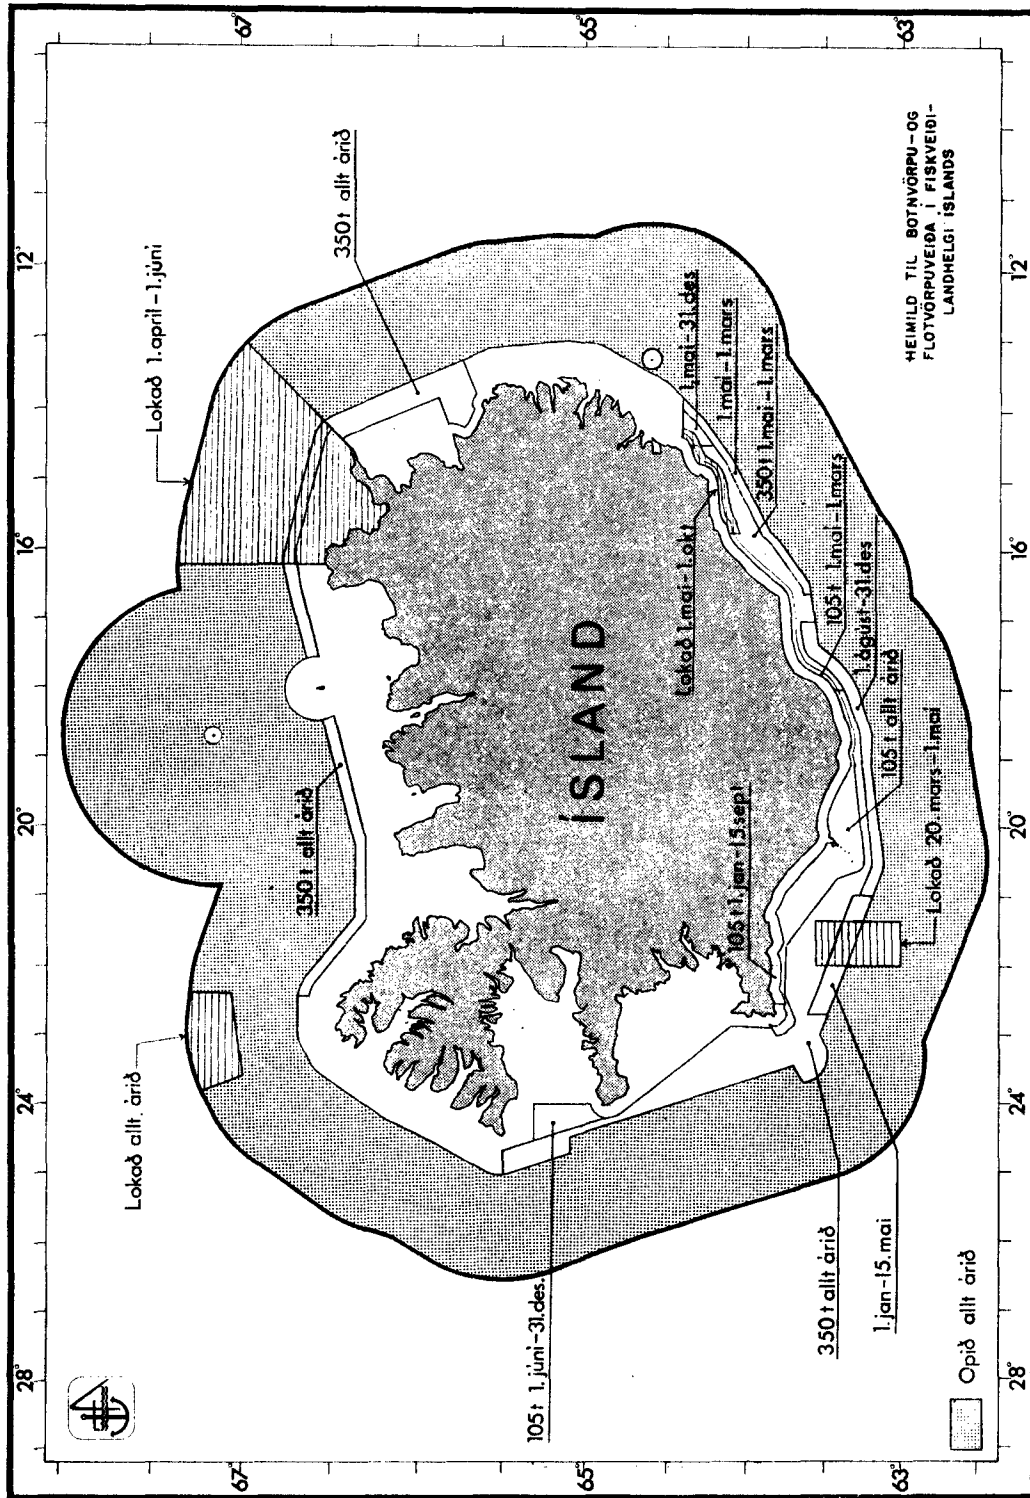 HEIMILD TIL BOTNVÖRPU-OG
FLOTVÖRPUVEIÐA Í FISKVEIÐI-
LANDHELGI ÍSLANDS
28°
24°
20°
16°
12°
67°
67°
65°
65°
63°
63°
28°
24°
20°
16°
12°
Lokað allt árið
Lokað 1.april-1.júni
350t allt árið
350t allt árið
ÍSLAND
105t 1.júni-31.des.
105t 1.jan-15.sept
Lokað 1.mai-1.okt
1.mai-31.des
1.mai-1.mars
350t 1.mai-1.mars
105t 1.mai-1.mars
1.ágúst-31.des
105t allt árið
Lokað 20.mars-1.mai
350t allt árið
1.jan-15.mai
Opið allt árið